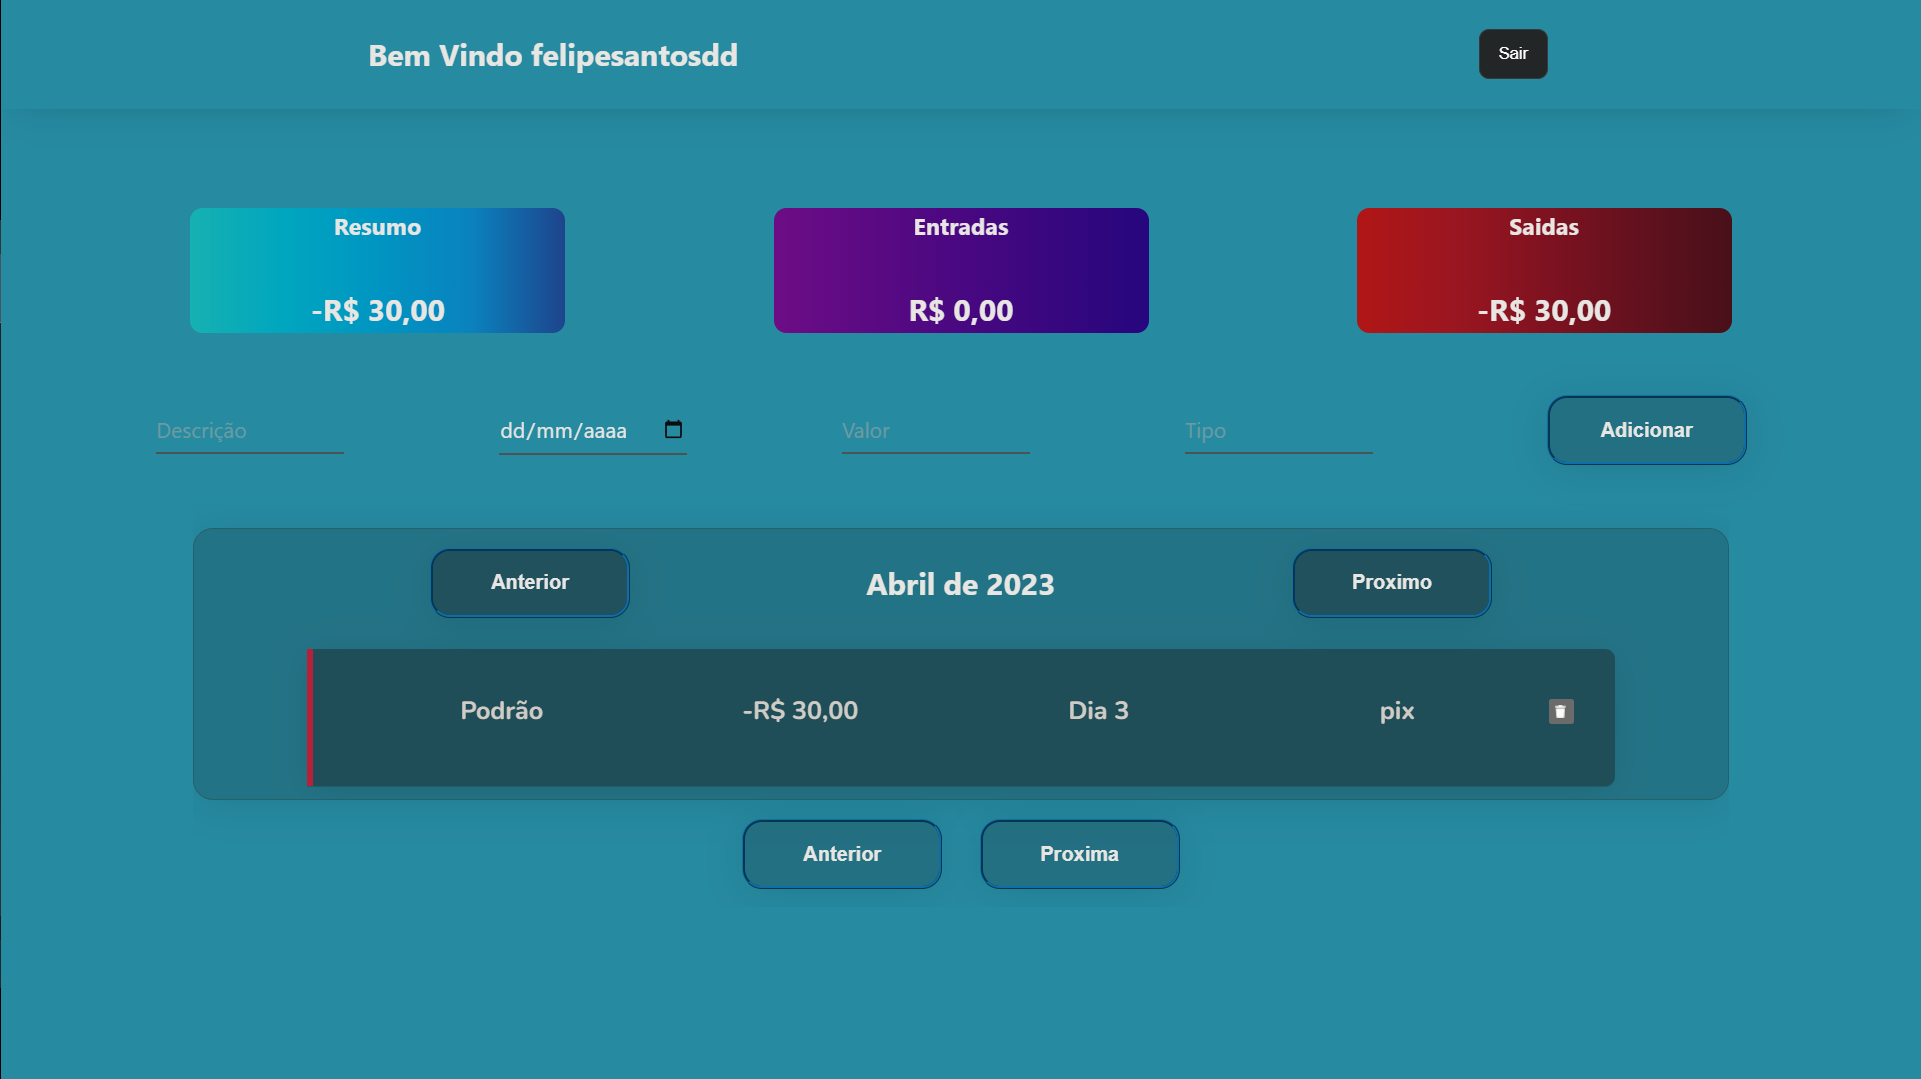 Bem Vindo felipesantosdd
Sair
Resumo
-R$ 30,00
Entradas
R$ 0,00
Saidas
-R$ 30,00
Descrição
dd/mm/aaaa
Valor
Tipo
Adicionar
Anterior
Abril de 2023
Proximo
Podrão
-R$ 30,00
Dia 3
pix
Anterior
Proxima